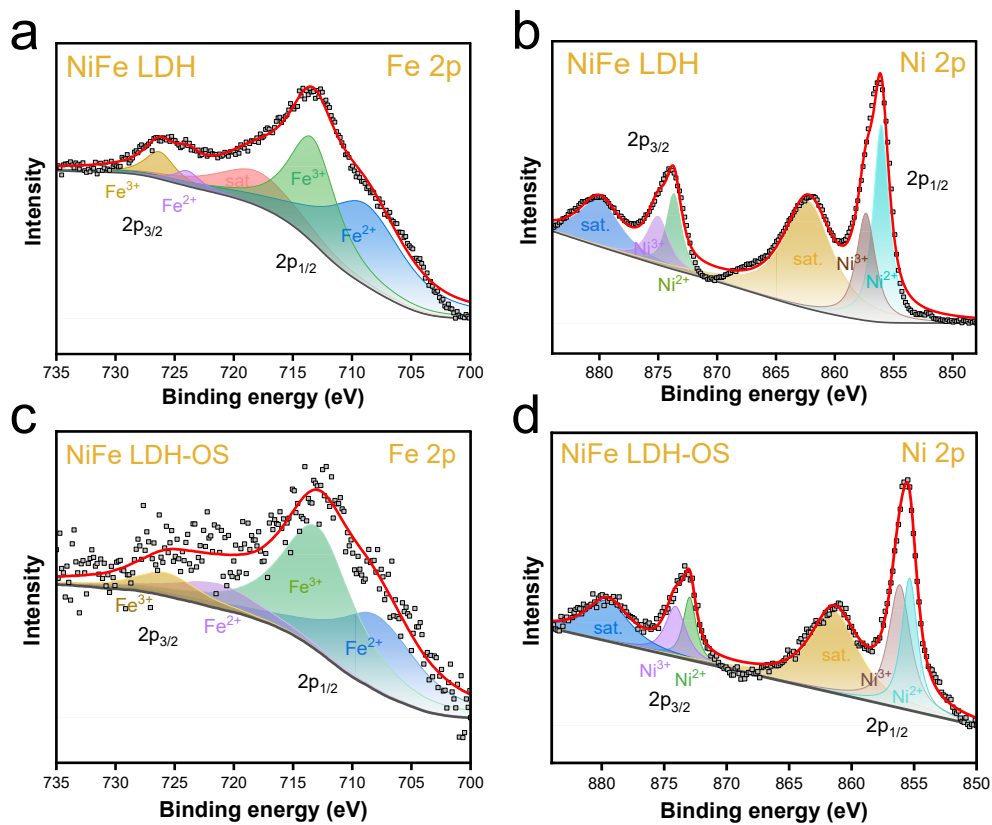 a
NiFe LDH
Fe 2p
Fe³⁺
Fe²⁺
sat.
Fe³⁺
Fe²⁺
2p₃/₂
2p₁/₂
Intensity
735 730 725 720 715 710 705 700
Binding energy (eV)
b
NiFe LDH
Ni 2p
2p₃/₂
2p₁/₂
sat.
Ni³⁺
Ni²⁺
sat.
Ni³⁺
Ni²⁺
Intensity
880 875 870 865 860 855 850
Binding energy (eV)
c
NiFe LDH-OS
Fe 2p
Fe³⁺
Fe²⁺
Fe³⁺
Fe²⁺
2p₃/₂
2p₁/₂
Intensity
735 730 725 720 715 710 705 700
Binding energy (eV)
d
NiFe LDH-OS
Ni 2p
sat.
Ni³⁺
Ni²⁺
sat.
Ni³⁺
Ni²⁺
2p₃/₂
2p₁/₂
Intensity
880 875 870 865 860 855 850
Binding energy (eV)